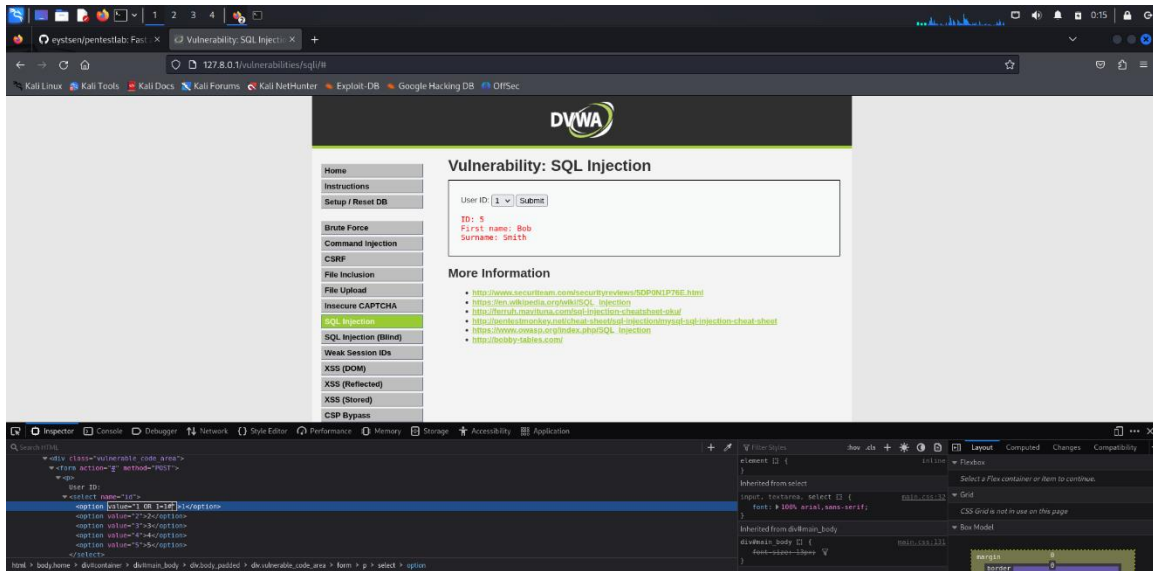 1 2 3 4
0:15
eystsen/pentestlab: Fast
Vulnerability: SQL Injecti
127.8.0.1/vulnerabilities/sqli/#
Kali Linux Kali Tools Kali Docs Kali Forums Kali NetHunter Exploit-DB Google Hacking DB OffSec
DVWA
Home
Instructions
Setup / Reset DB
Brute Force
Command Injection
CSRF
File Inclusion
File Upload
Insecure CAPTCHA
SQL Injection
SQL Injection (Blind)
Weak Session IDs
XSS (DOM)
XSS (Reflected)
XSS (Stored)
CSP Bypass
Vulnerability: SQL Injection
User ID: 1 Submit
ID: 5
First name: Bob
Surname: Smith
More Information
http://www.securiteam.com/securityreviews/5DP0N1P76E.html
https://en.wikipedia.org/wiki/SQL_injection
http://ferruh.mavituna.com/sql-injection-cheatsheet-oku/
http://pentestmonkey.net/cheat-sheet/sql-injection/mysql-sql-injection-cheat-sheet
https://www.owasp.org/index.php/SQL_Injection
http://bobby-tables.com/
Inspector Console Debugger Network Style Editor Performance Memory Storage Accessibility Application
Search HTML
<div class="vulnerable_code_area">
<form action="#" method="POST">
<p>
User ID:
<select name="id">
<option value="1 OR 1=1#">1</option>
<option value="2">2</option>
<option value="3">3</option>
<option value="4">4</option>
<option value="5">5</option>
</select>
html > body.home > div#container > div#main_body > div.body_padded > div.vulnerable_code_area > form > p > select > option
Filter Styles :hov .cls
element { inline
}
Inherited from select
input, textarea, select { main.css:52
font: 100% arial,sans-serif;
}
Inherited from div#main_body
div#main_body { main.css:131
font-size: 13px;
}
Layout Computed Changes Compatibility
Flexbox
Select a Flex container or item to continue.
Grid
CSS Grid is not in use on this page
Box Model
margin 0
border 0